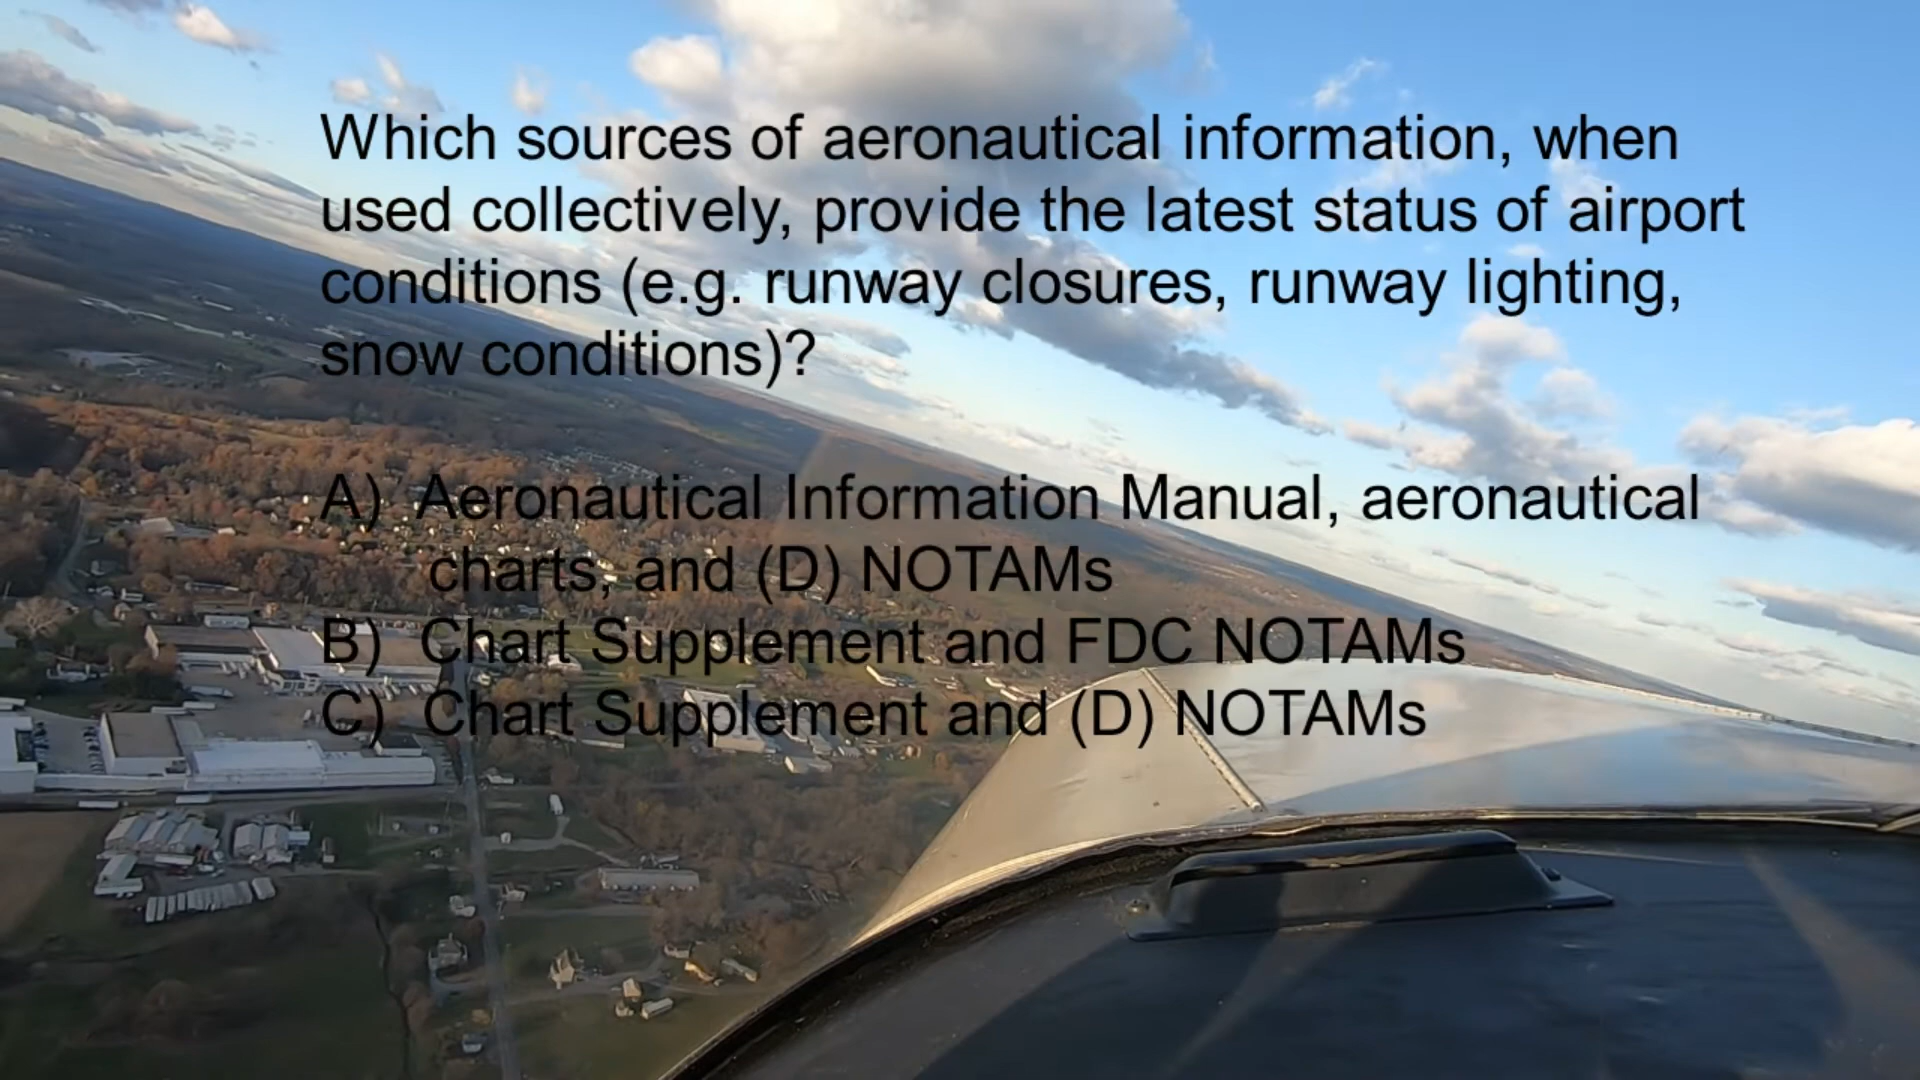 Which sources of aeronautical information, when
used collectively, provide the latest status of airport
conditions (e.g. runway closures, runway lighting,
snow conditions)?
A) Aeronautical Information Manual, aeronautical
charts, and (D) NOTAMs
B) Chart Supplement and FDC NOTAMs
C) Chart Supplement and (D) NOTAMs